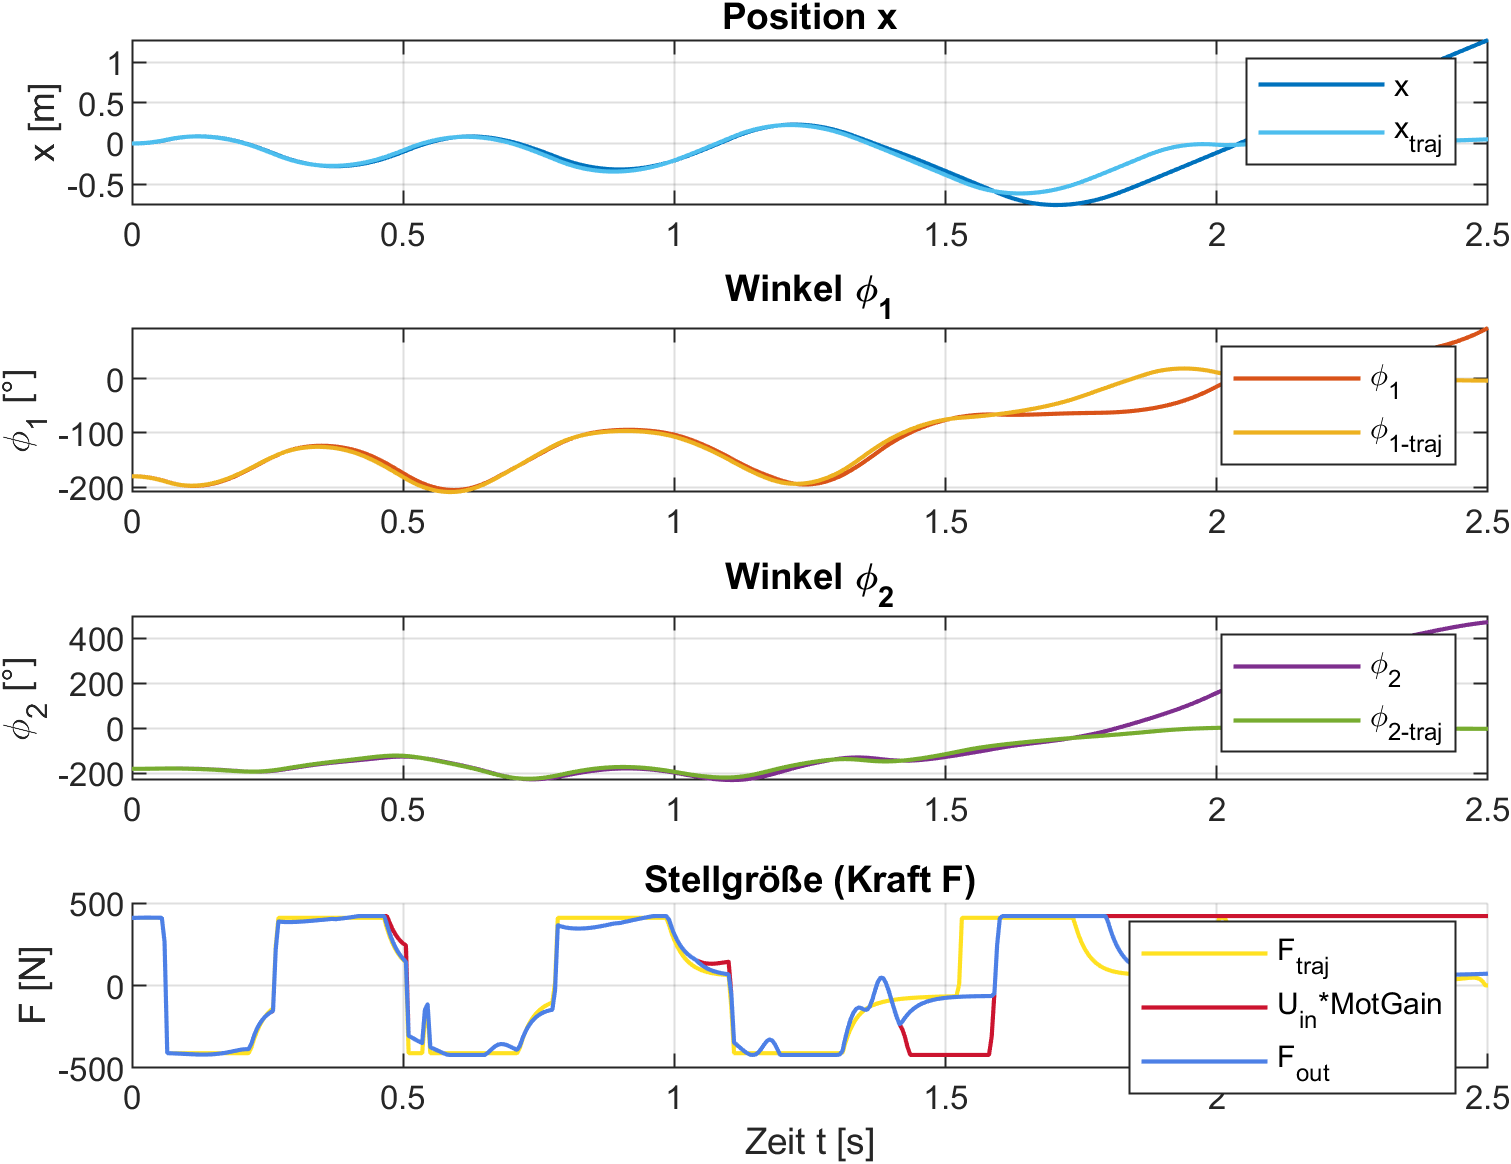 Position x
x [m]
1
0.5
0
-0.5
x
x_traj
0
0.5
1
1.5
2
2.5
Winkel ϕ_1
ϕ_1 [°]
0
-100
-200
ϕ_1
ϕ_1-traj
0
0.5
1
1.5
2
2.5
Winkel ϕ_2
ϕ_2 [°]
400
200
0
-200
ϕ_2
ϕ_2-traj
0
0.5
1
1.5
2
2.5
Stellgröße (Kraft F)
F [N]
500
0
-500
F_traj
U_in*MotGain
F_out
0
0.5
1
1.5
2
2.5
Zeit t [s]